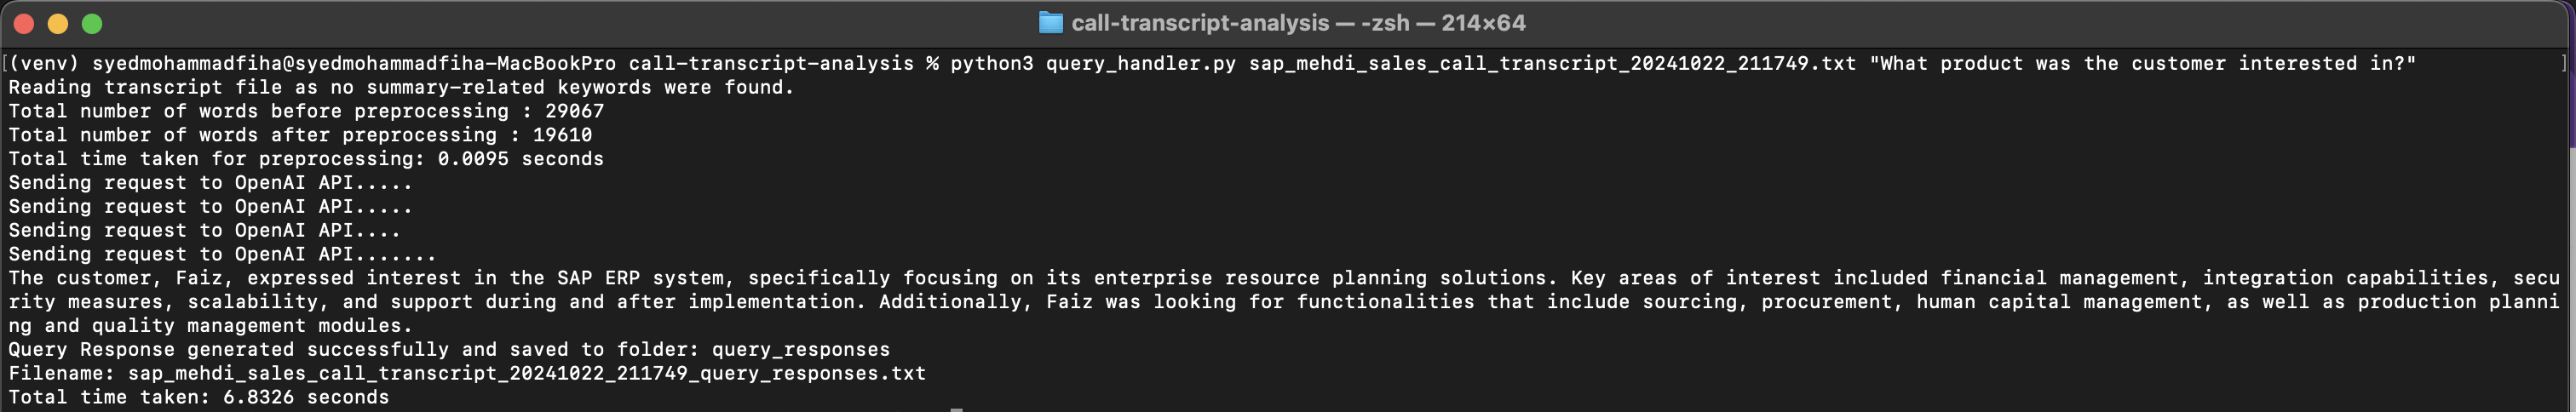 call-transcript-analysis — -zsh — 214×64
[(venv) syedmohammadfiha@syedmohammadfiha-MacBookPro call-transcript-analysis % python3 query_handler.py sap_mehdi_sales_call_transcript_20241022_211749.txt "What product was the customer interested in?" ]
Reading transcript file as no summary-related keywords were found.
Total number of words before preprocessing : 29067
Total number of words after preprocessing : 19610
Total time taken for preprocessing: 0.0095 seconds
Sending request to OpenAI API.....
Sending request to OpenAI API.....
Sending request to OpenAI API....
Sending request to OpenAI API.......
The customer, Faiz, expressed interest in the SAP ERP system, specifically focusing on its enterprise resource planning solutions. Key areas of interest included financial management, integration capabilities, secu
rity measures, scalability, and support during and after implementation. Additionally, Faiz was looking for functionalities that include sourcing, procurement, human capital management, as well as production planni
ng and quality management modules.
Query Response generated successfully and saved to folder: query_responses
Filename: sap_mehdi_sales_call_transcript_20241022_211749_query_responses.txt
Total time taken: 6.8326 seconds